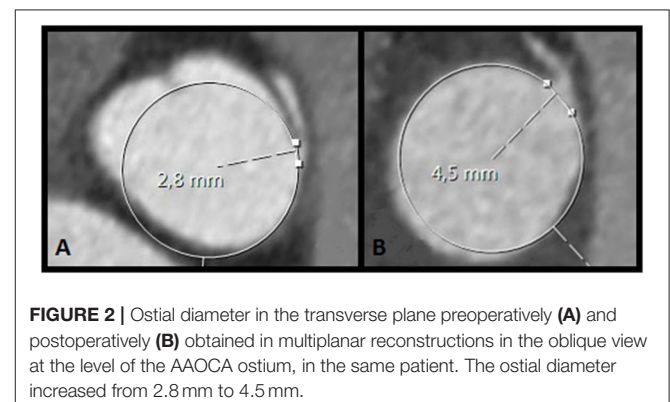 2,8 mm
A
4,5 mm
B
FIGURE 2 | Ostial diameter in the transverse plane preoperatively (A) and
postoperatively (B) obtained in multiplanar reconstructions in the oblique view
at the level of the AAOCA ostium, in the same patient. The ostial diameter
increased from 2.8 mm to 4.5 mm.